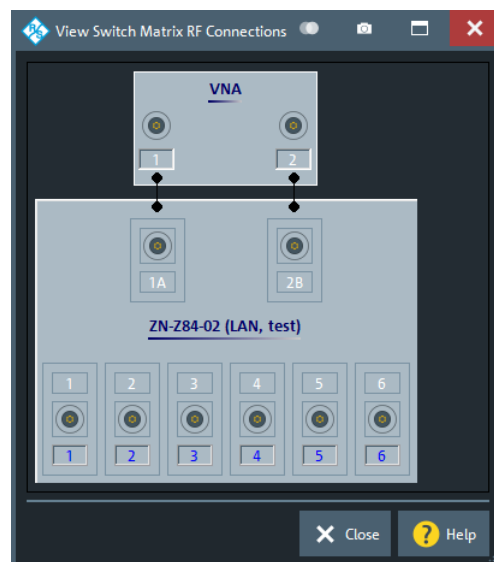 View Switch Matrix RF Connections
VNA
1 2
1A 2B
ZN-Z84-02 (LAN, test)
1 2 3 4 5 6
1 2 3 4 5 6
Close ? Help